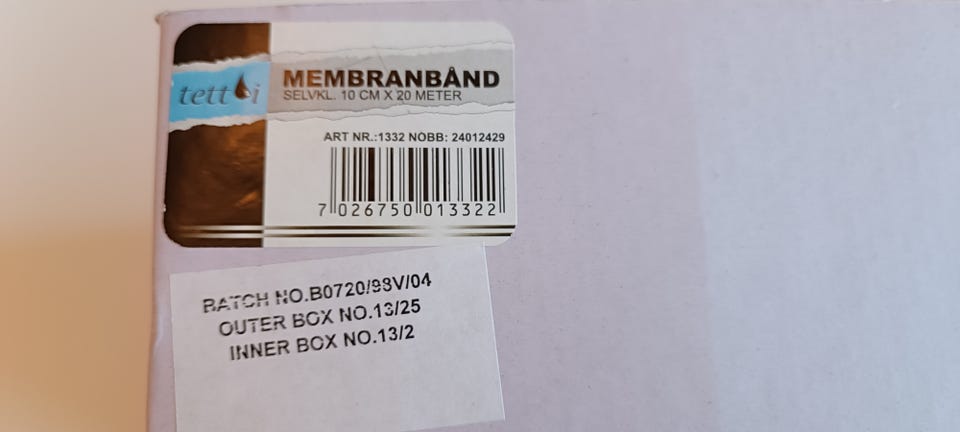 tett i
MEMBRANBÅND
SELVKL. 10 CM X 20 METER
ART NR.:1332 NOBB: 24012429
7 026750 013322
BATCH NO.B0720/98V/04
OUTER BOX NO.13/25
INNER BOX NO.13/2